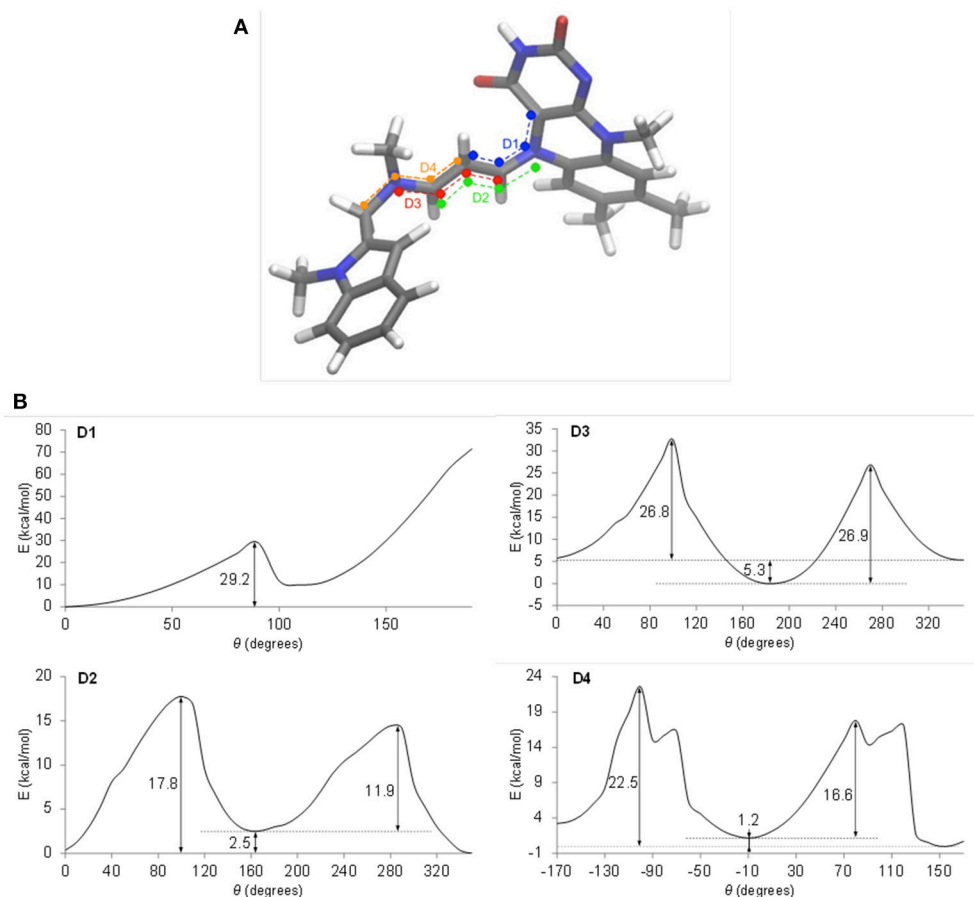 A
D1
D4
D3
D2
B
D1
E (kcal/mol)
80
70
60
50
40
30
20
10
0
29.2
0 50 100 150
θ (degrees)
D3
E (kcal/mol)
35
30
25
20
15
10
5
0
-5
26.8
5.3
26.9
0 40 80 120 160 200 240 280 320
θ (degrees)
D2
E (kcal/mol)
20
15
10
5
0
17.8
2.5
11.9
0 40 80 120 160 200 240 280 320
θ (degrees)
D4
E (kcal/mol)
24
19
14
9
4
-1
22.5
1.2
16.6
-170 -130 -90 -50 -10 30 70 110 150
θ (degrees)